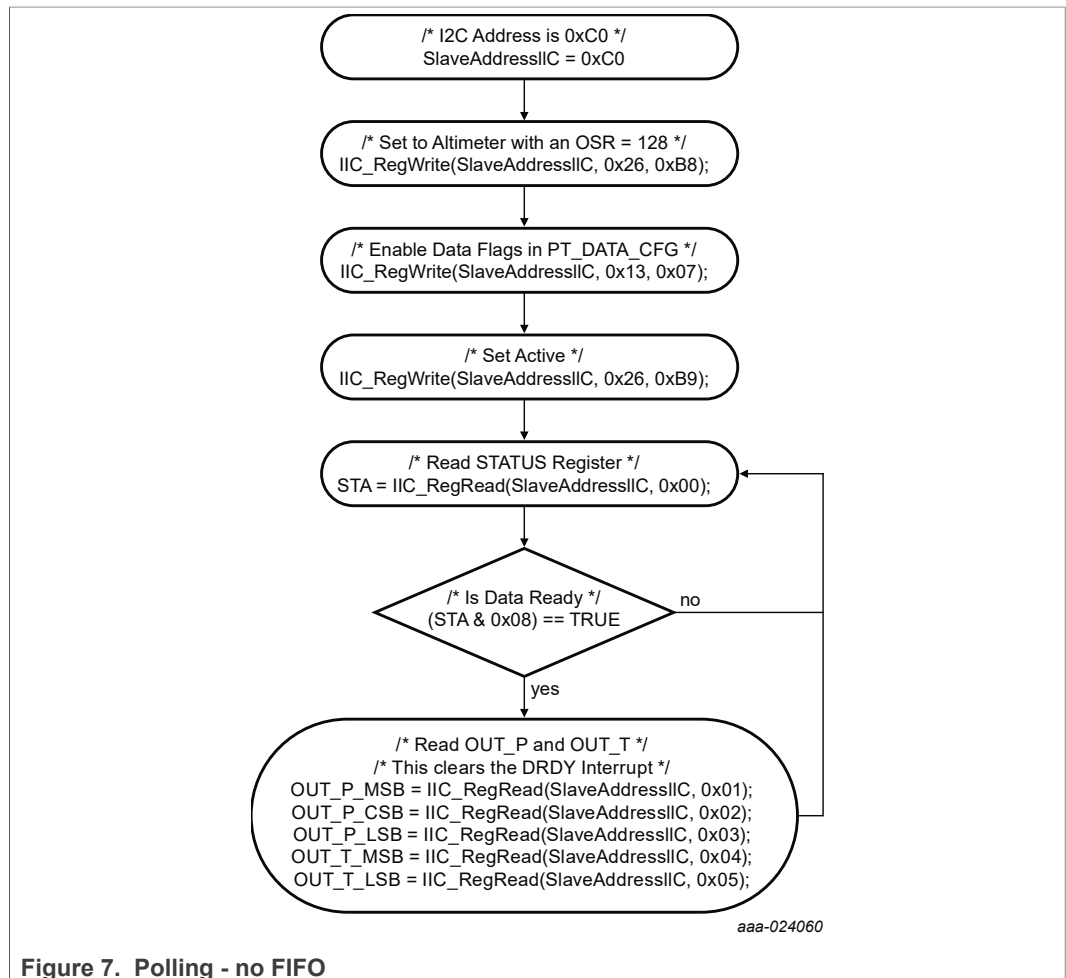 /* I2C Address is 0xC0 */
SlaveAddressIIC = 0xC0
/* Set to Altimeter with an OSR = 128 */
IIC_RegWrite(SlaveAddressIIC, 0x26, 0xB8);
/* Enable Data Flags in PT_DATA_CFG */
IIC_RegWrite(SlaveAddressIIC, 0x13, 0x07);
/* Set Active */
IIC_RegWrite(SlaveAddressIIC, 0x26, 0xB9);
/* Read STATUS Register */
STA = IIC_RegRead(SlaveAddressIIC, 0x00);
/* Is Data Ready */
(STA & 0x08) == TRUE
no
yes
/* Read OUT_P and OUT_T */
/* This clears the DRDY Interrupt */
OUT_P_MSB = IIC_RegRead(SlaveAddressIIC, 0x01);
OUT_P_CSB = IIC_RegRead(SlaveAddressIIC, 0x02);
OUT_P_LSB = IIC_RegRead(SlaveAddressIIC, 0x03);
OUT_T_MSB = IIC_RegRead(SlaveAddressIIC, 0x04);
OUT_T_LSB = IIC_RegRead(SlaveAddressIIC, 0x05);
aaa-024060
Figure 7. Polling - no FIFO